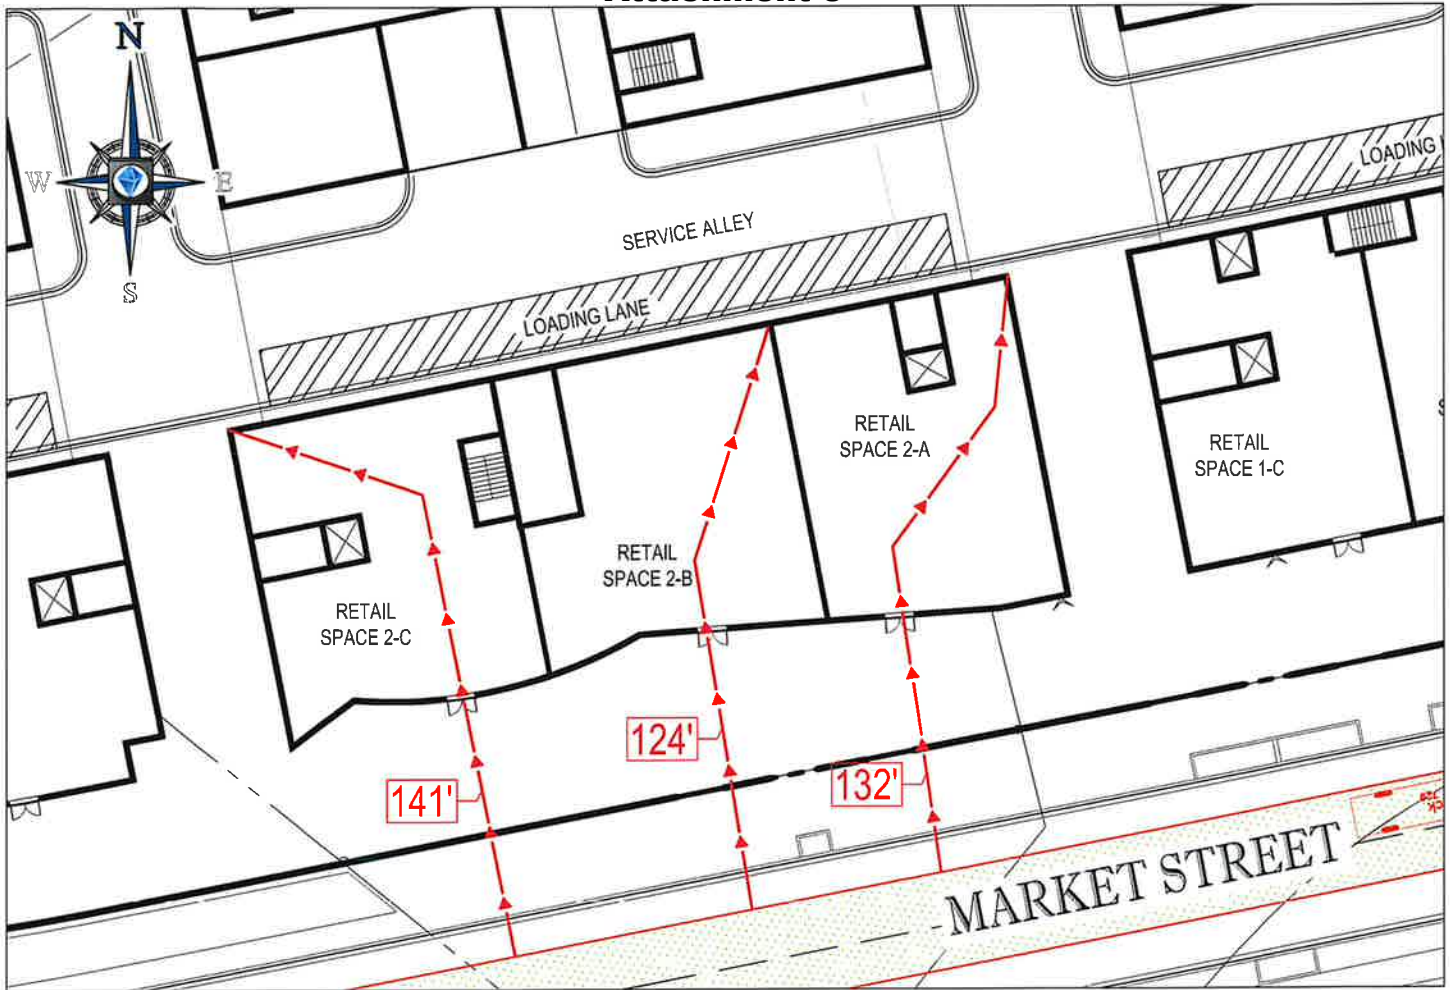 N
W
E
S
SERVICE ALLEY
LOADING
LOADING LANE
RETAIL
SPACE 2-A
RETAIL
SPACE 1-C
RETAIL
SPACE 2-B
RETAIL
SPACE 2-C
124'
132'
141'
MARKET STREET